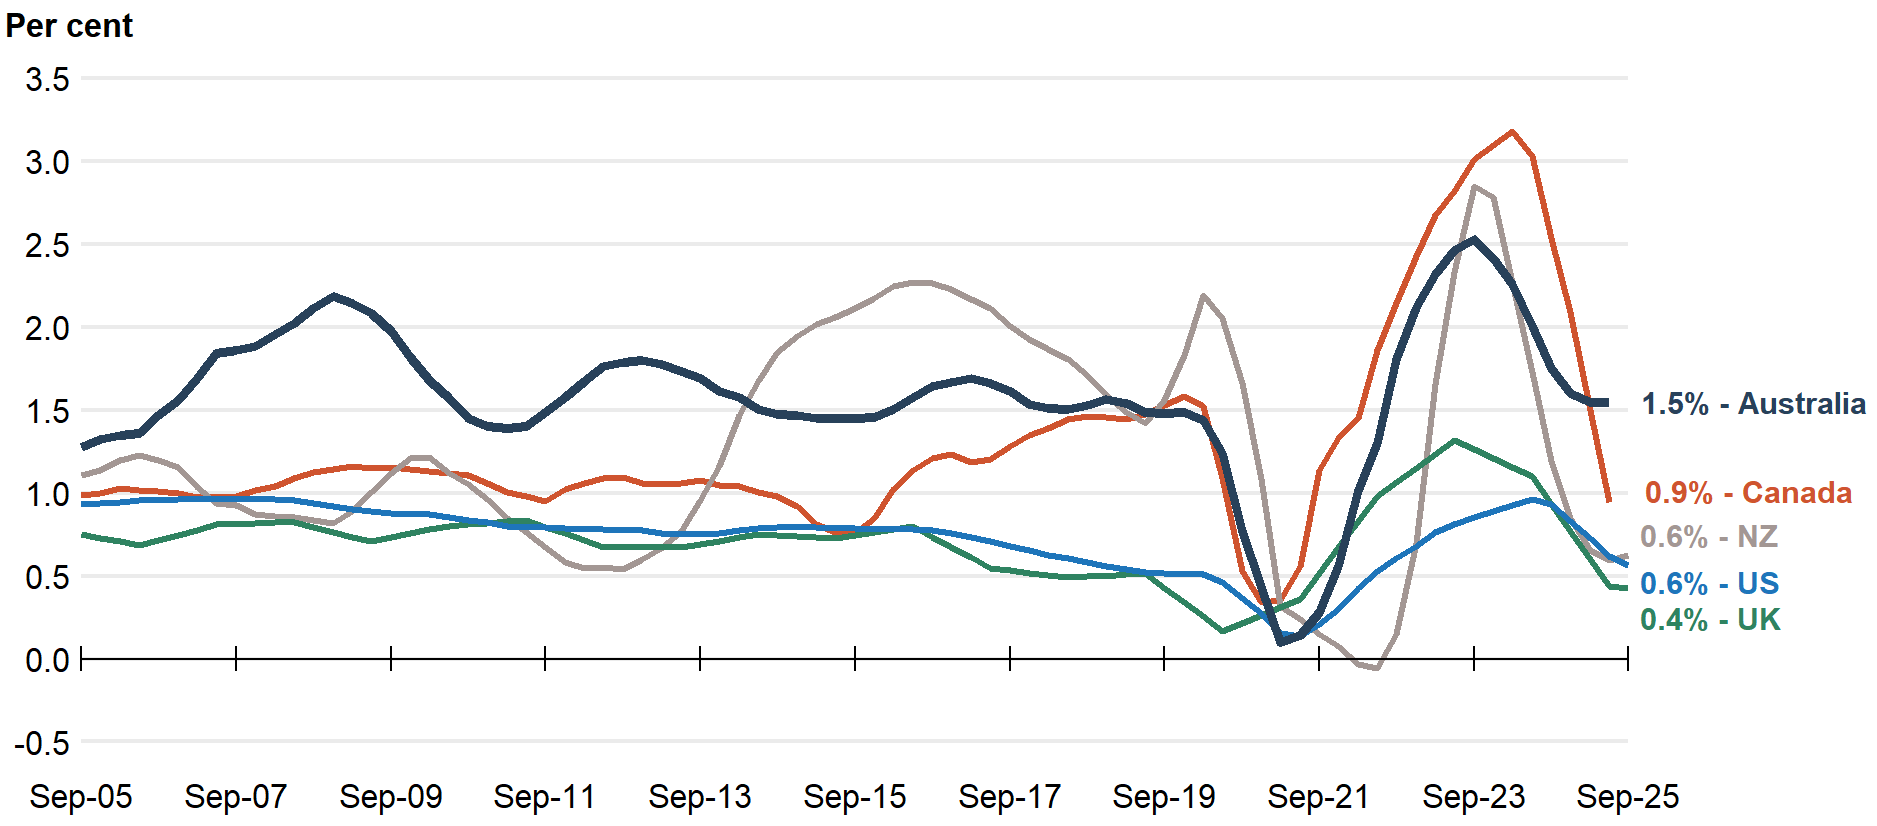 Per cent
3.5
3.0
2.5
2.0
1.5
1.0
0.5
0.0
-0.5
Sep-05 Sep-07 Sep-09 Sep-11 Sep-13 Sep-15 Sep-17 Sep-19 Sep-21 Sep-23 Sep-25
1.5% - Australia
0.9% - Canada
0.6% - NZ
0.6% - US
0.4% - UK